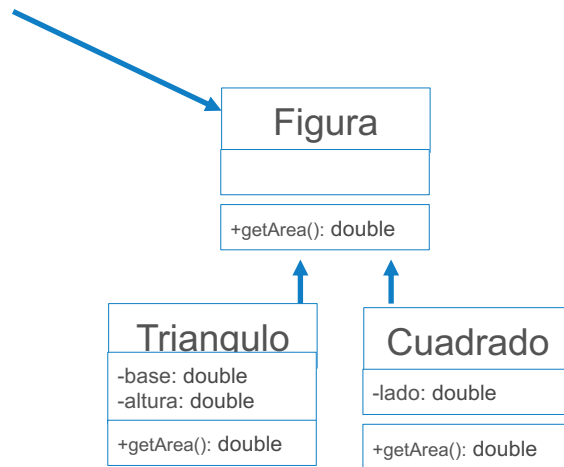 Figura
+getArea(): double
Triangulo
-base: double
-altura: double
+getArea(): double
Cuadrado
-lado: double
+getArea(): double